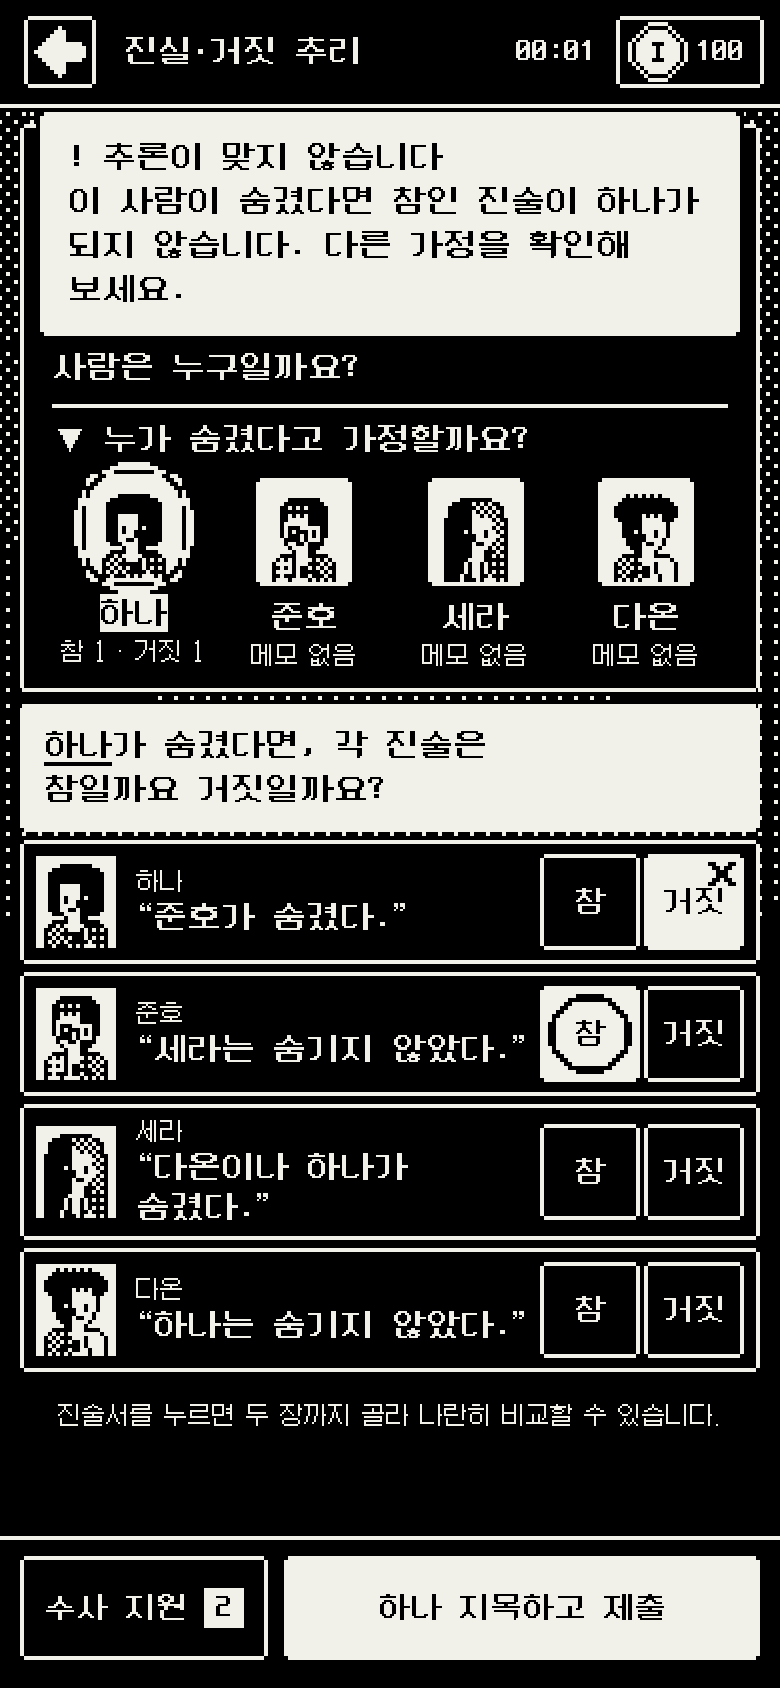 진실·거짓 추리
00:01
100
! 추론이 맞지 않습니다
이 사람이 숨겼다면 참인 진술이 하나가
되지 않습니다. 다른 가정을 확인해
보세요.
사람은 누구일까요?
▼ 누가 숨겼다고 가정할까요?
하나 준호 세라 다온
참 1 · 거짓 1 메모 없음 메모 없음 메모 없음
하나가 숨겼다면, 각 진술은
참일까요 거짓일까요?
하나
“준호가 숨겼다.”
참 거짓
준호
“세라는 숨기지 않았다.”
참 거짓
세라
“다온이나 하나가
숨겼다.”
참 거짓
다온
“하나는 숨기지 않았다.”
참 거짓
진술서를 누르면 두 장까지 골라 나란히 비교할 수 있습니다.
수사 지원 2
하나 지목하고 제출